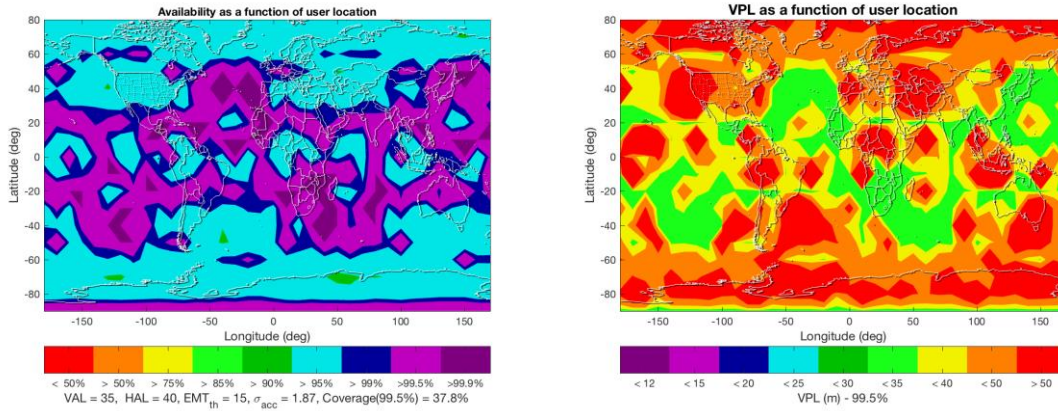 Availability as a function of user location
80
60
40
20
0
-20
-40
-60
-80
Latitude (deg)
-150 -100 -50 0 50 100 150
Longitude (deg)
< 50% > 50% > 75% > 85% > 90% > 95% > 99% >99.5% >99.9%
VAL = 35, HAL = 40, EMT_th = 15, σ_acc = 1.87, Coverage(99.5%) = 37.8%
VPL as a function of user location
80
60
40
20
0
-20
-40
-60
-80
Latitude (deg)
-150 -100 -50 0 50 100 150
Longitude (deg)
< 12 < 15 < 20 < 25 < 30 < 35 < 40 < 50 > 50
VPL (m) - 99.5%